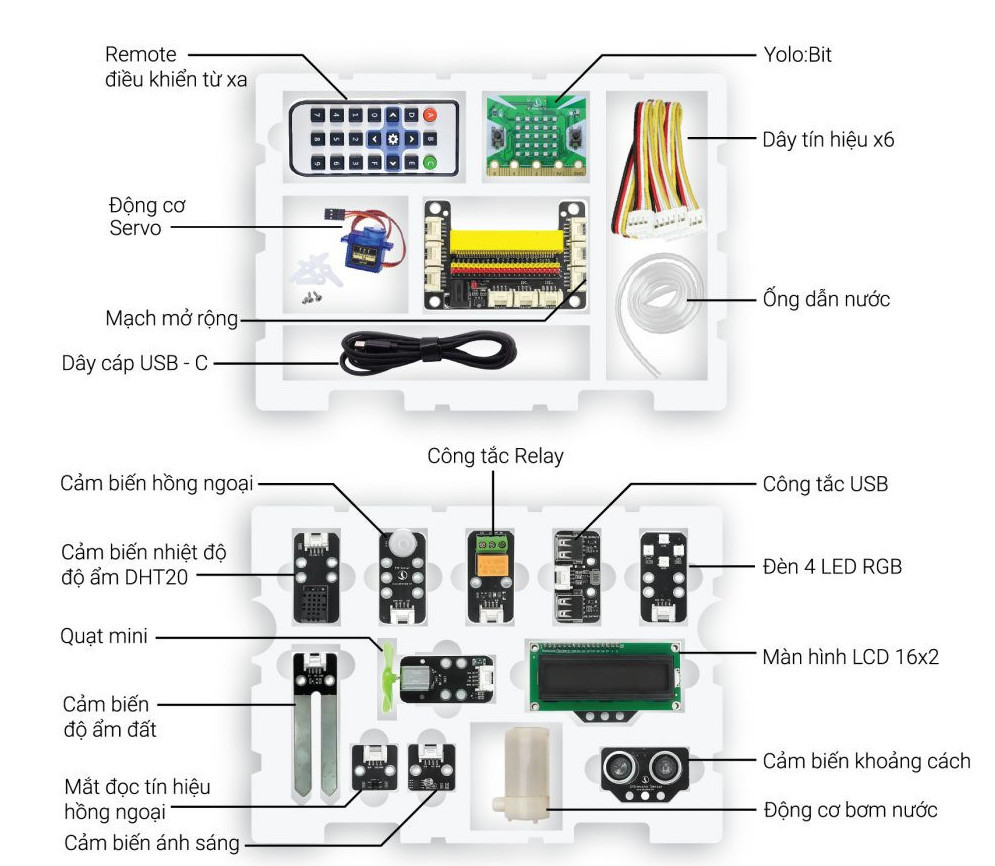 Remote
điều khiển từ xa
Yolo:Bit
Dây tín hiệu x6
Động cơ
Servo
Ống dẫn nước
Mạch mở rộng
Dây cáp USB - C
Công tắc Relay
Cảm biến hồng ngoại
Công tắc USB
Cảm biến nhiệt độ
độ ẩm DHT20
Đèn 4 LED RGB
Quạt mini
Màn hình LCD 16x2
Cảm biến
độ ẩm đất
Cảm biến khoảng cách
Mắt đọc tín hiệu
hồng ngoại
Động cơ bơm nước
Cảm biến ánh sáng